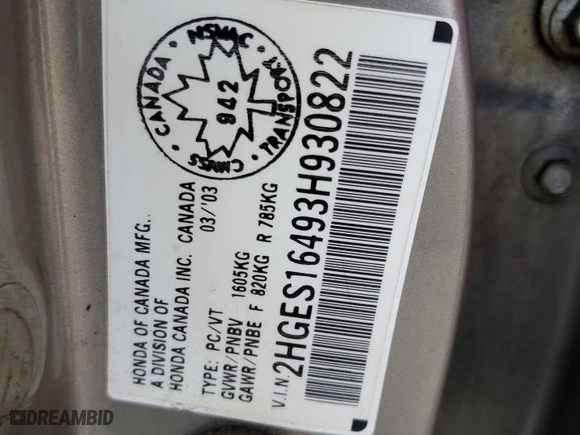 HONDA OF CANADA MFG.,
A DIVISION OF
HONDA CANADA INC. CANADA
03/'03
TYPE: PC/VT
GVWR/PNBV 1605KG
GAWR/PNBE F 820KG R 785KG
V.I.N.
2HGES16493H930822
CANADA
NSVAC
942
CMVSS
TRANSPORT
DREAMBID